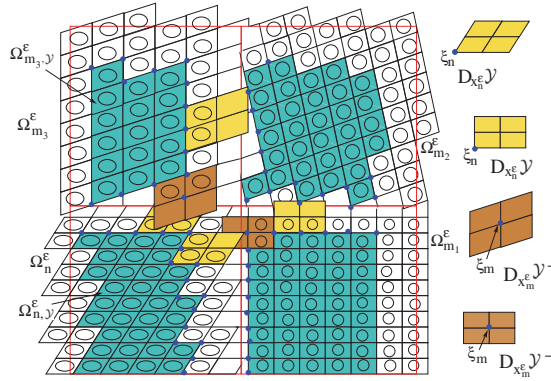 Ω^ε_{m_3,𝒴}
Ω^ε_{m_3}
Ω^ε_n
Ω^ε_{n,𝒴}
Ω^ε_{m_2}
Ω^ε_{m_1}
ξ_n
D_{x^ε_n}𝒴
ξ_n
D_{x^ε_n}𝒴
ξ_m
D_{x^ε_m}𝒴^−
ξ_m
D_{x^ε_m}𝒴^−